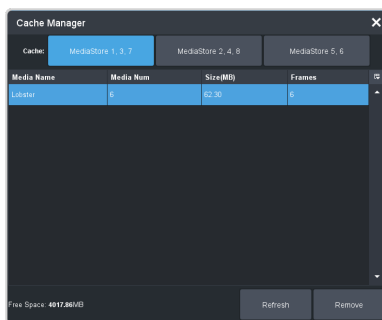 Cache Manager
Cache: MediaStore 1, 3, 7 MediaStore 2, 4, 8 MediaStore 5, 6
Media Name Media Num Size(MB) Frames
Lobster 6 62.30 6
Free Space: 4017.86MB Refresh Remove